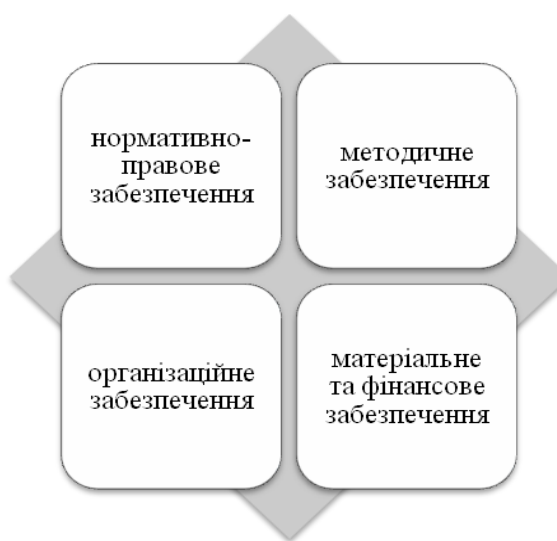 нормативно-
правове
забезпечення
методичне
забезпечення
організаційне
забезпечення
матеріальне
та фінансове
забезпечення